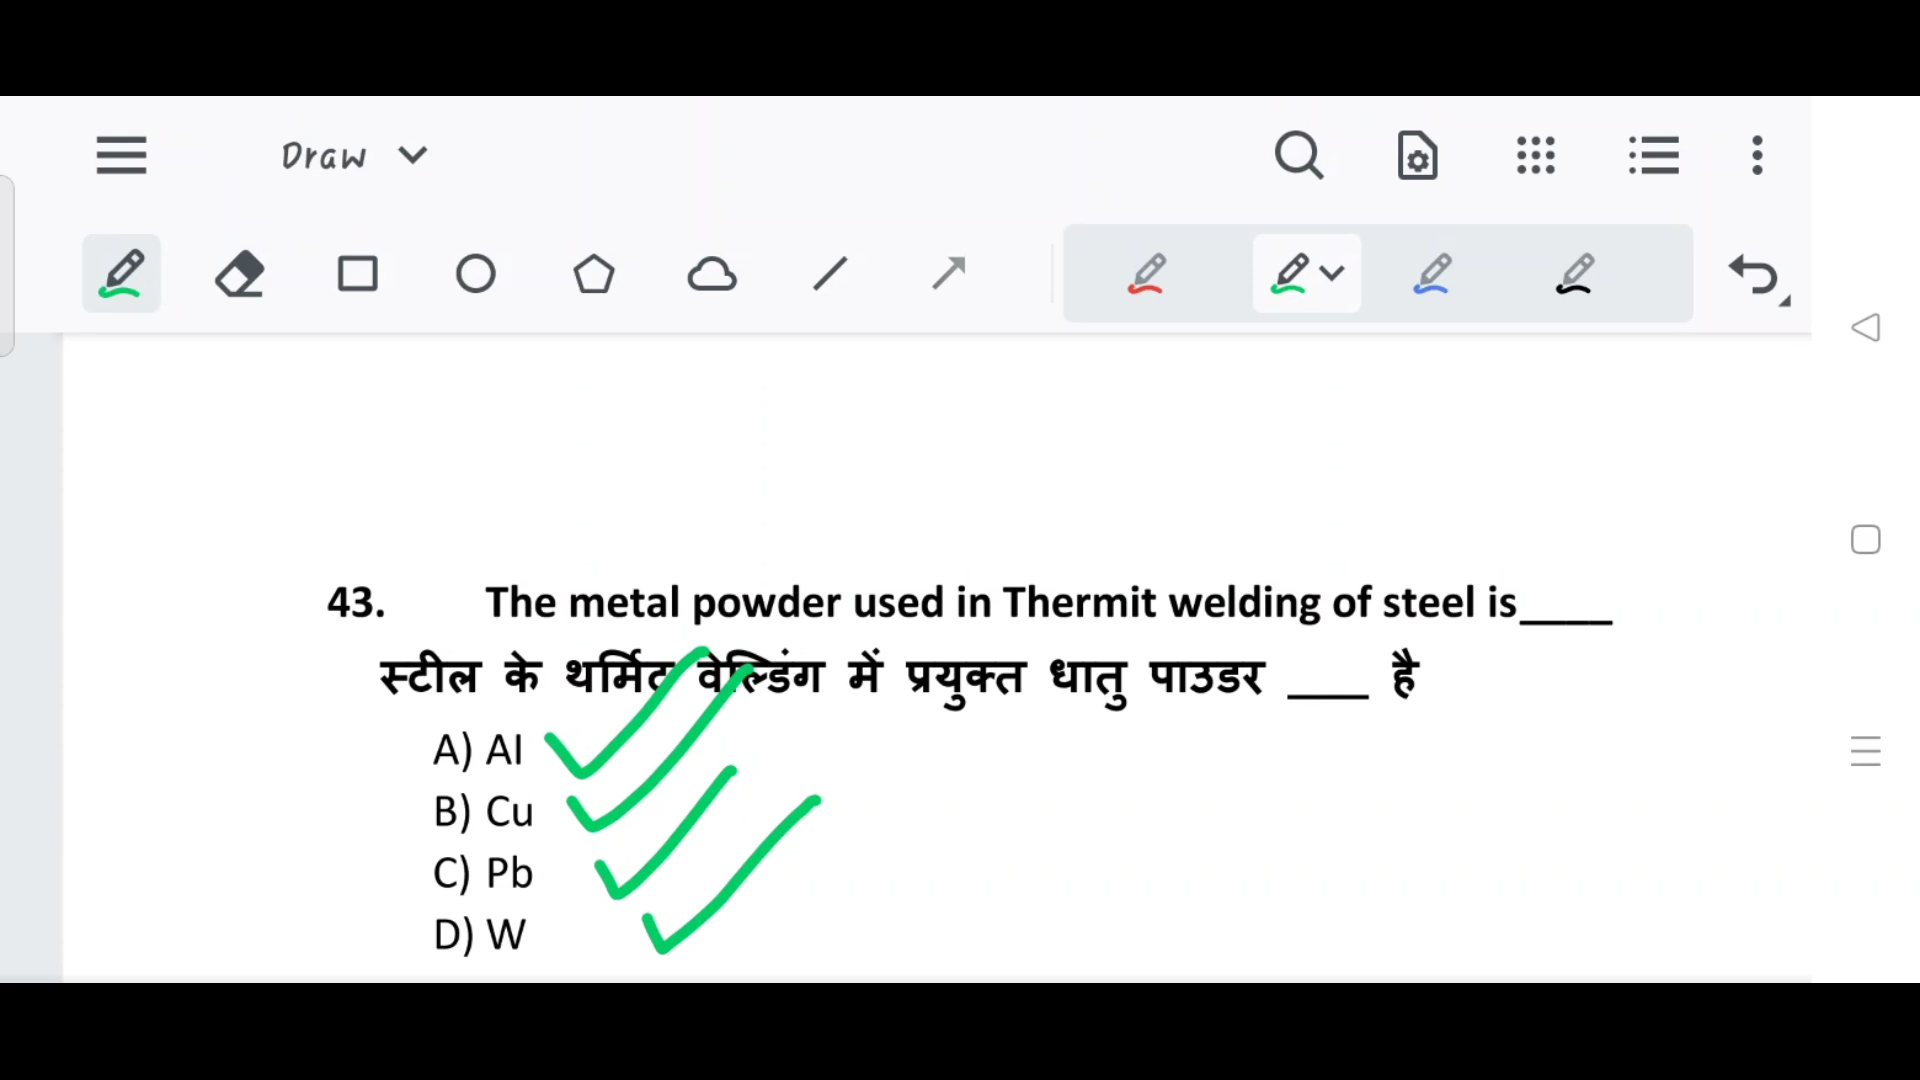 Draw
43. The metal powder used in Thermit welding of steel is____
स्टील के थर्मिट वेल्डिंग में प्रयुक्त धातु पाउडर ____ है
A) Al
B) Cu
C) Pb
D) W